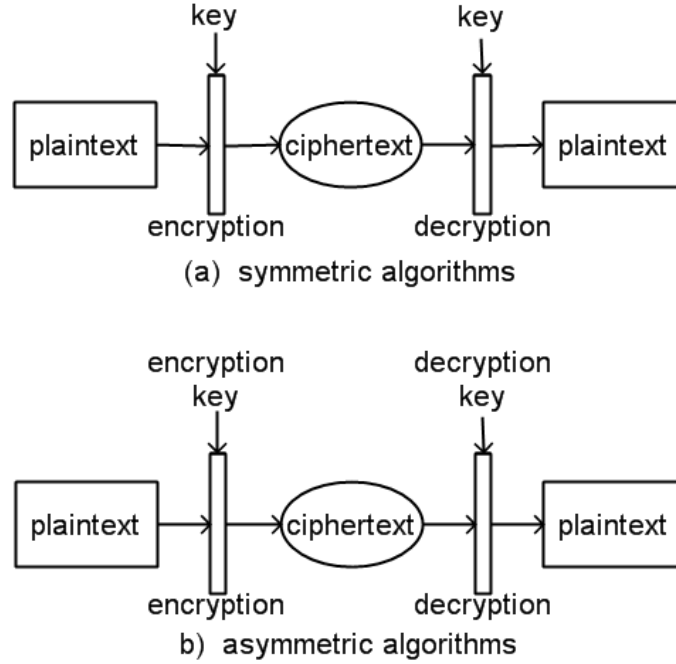 key key
plaintext ciphertext plaintext
encryption decryption
(a) symmetric algorithms
encryption decryption
key key
plaintext ciphertext plaintext
encryption decryption
b) asymmetric algorithms